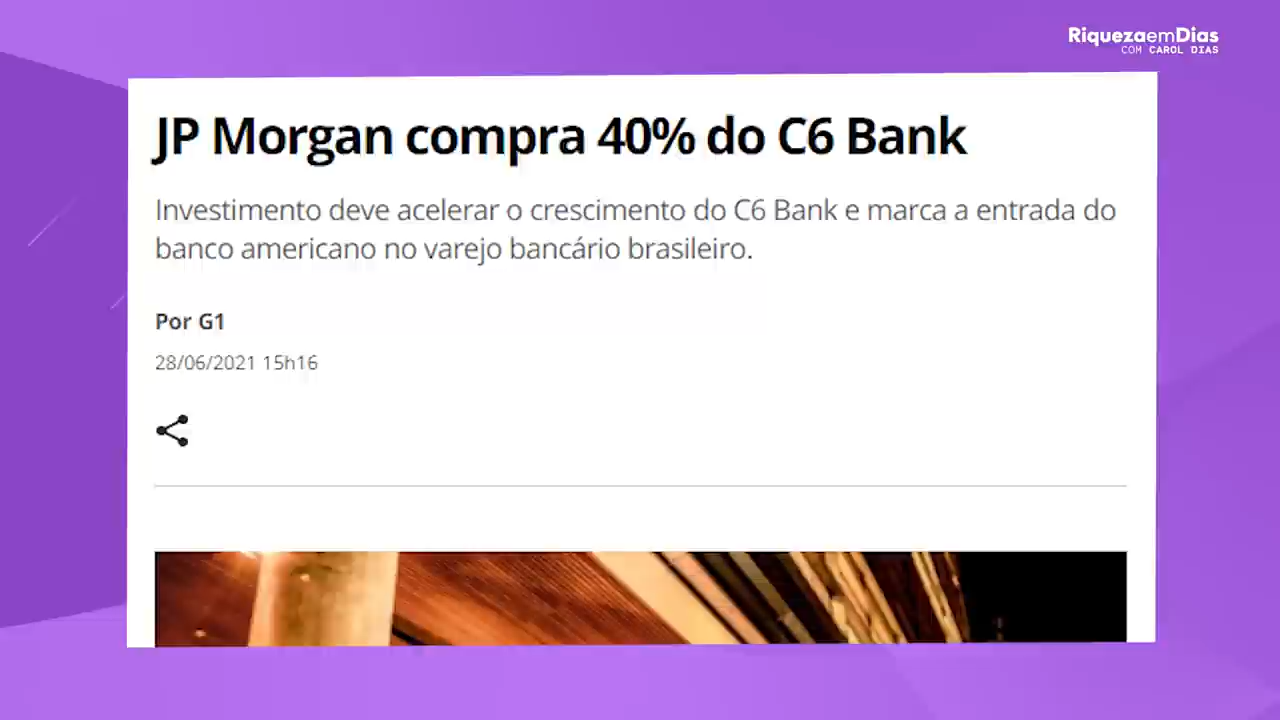 RiquezaemDias
COM CAROL DIAS
JP Morgan compra 40% do C6 Bank
Investimento deve acelerar o crescimento do C6 Bank e marca a entrada do
banco americano no varejo bancário brasileiro.
Por G1
28/06/2021 15h16